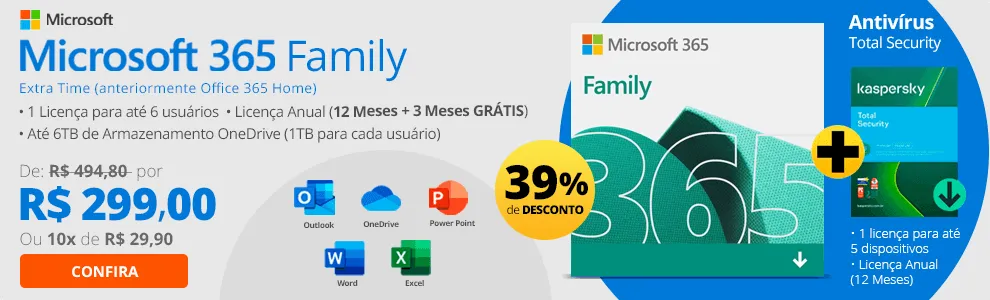 Microsoft
Microsoft 365 Family
Extra Time (anteriormente Office 365 Home)
• 1 Licença para até 6 usuários • Licença Anual (12 Meses + 3 Meses GRÁTIS)
• Até 6TB de Armazenamento OneDrive (1TB para cada usuário)
De: R$ 494,80 por
R$ 299,00
Ou 10x de R$ 29,90
CONFIRA
Outlook
OneDrive
Power Point
Word
Excel
39%
de DESCONTO
Microsoft 365
Family
365
+
Antivírus
Total Security
kaspersky
Total
Security
• 1 licença para até
5 dispositivos
• Licença Anual
(12 Meses)